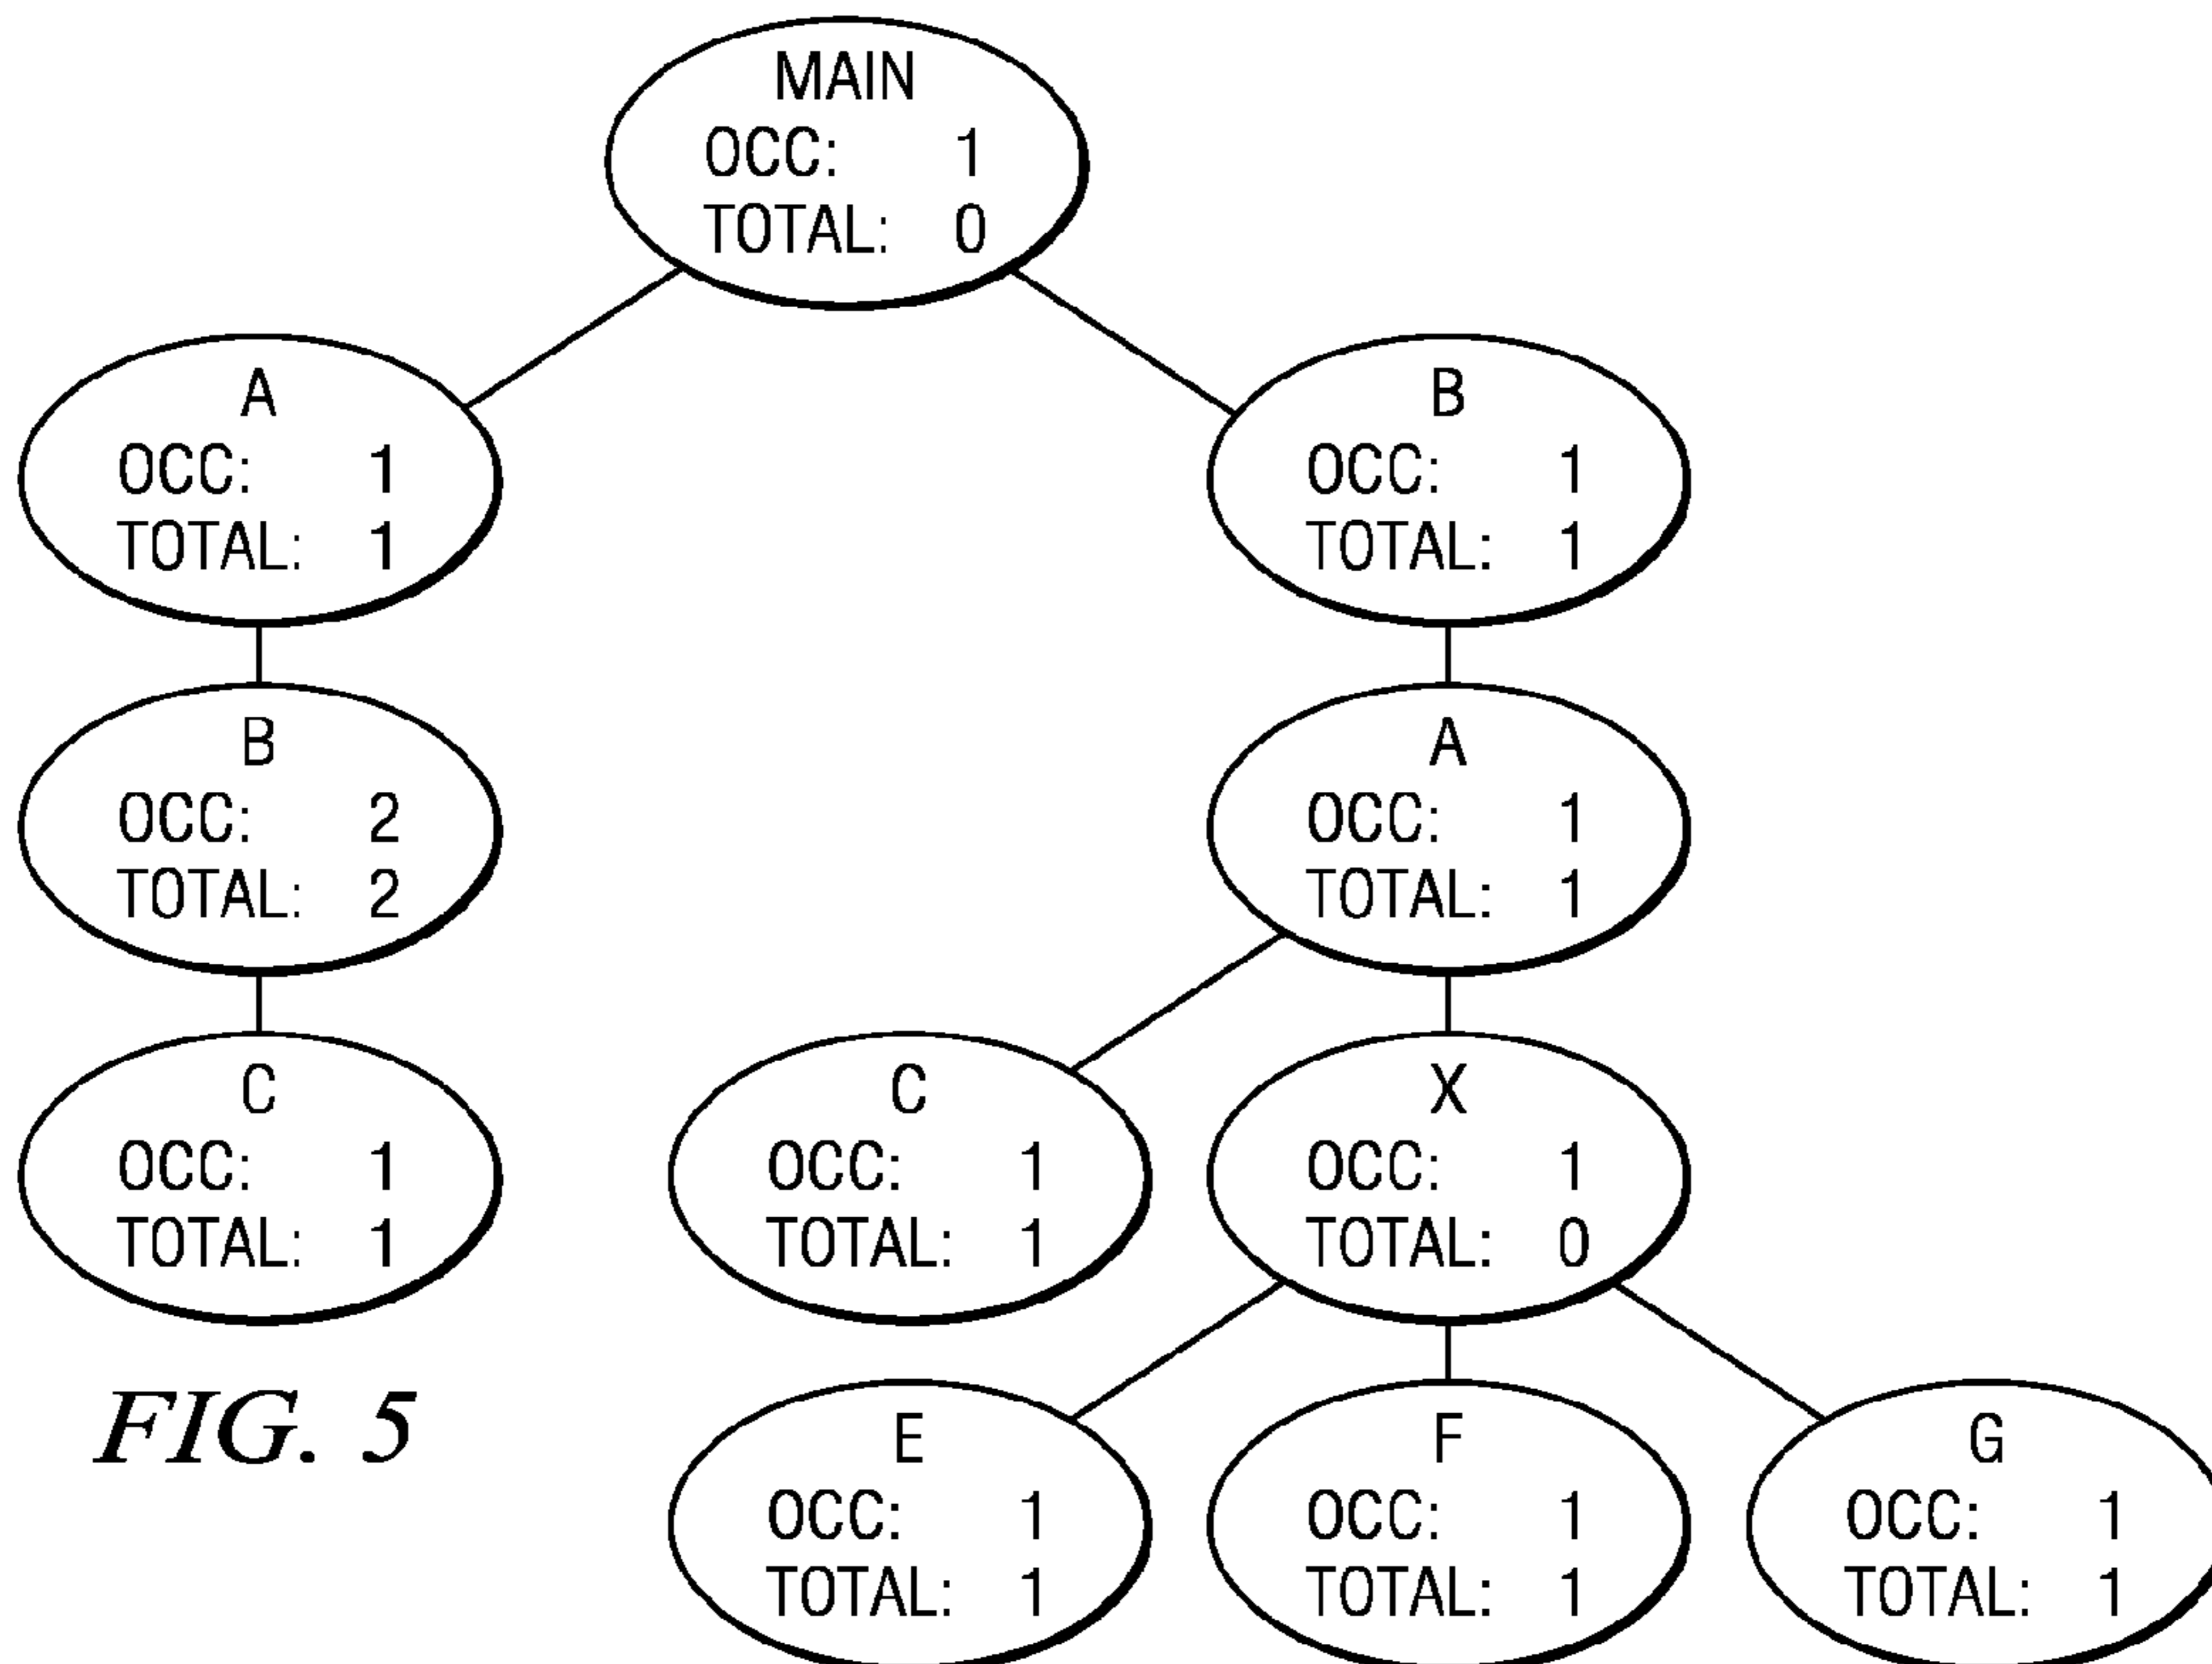 MAIN
OCC: 1
TOTAL: 0
A
OCC: 1
TOTAL: 1
B
OCC: 1
TOTAL: 1
B
OCC: 2
TOTAL: 2
A
OCC: 1
TOTAL: 1
C
OCC: 1
TOTAL: 1
C
OCC: 1
TOTAL: 1
X
OCC: 1
TOTAL: 0
E
OCC: 1
TOTAL: 1
F
OCC: 1
TOTAL: 1
G
OCC: 1
TOTAL: 1
FIG. 5